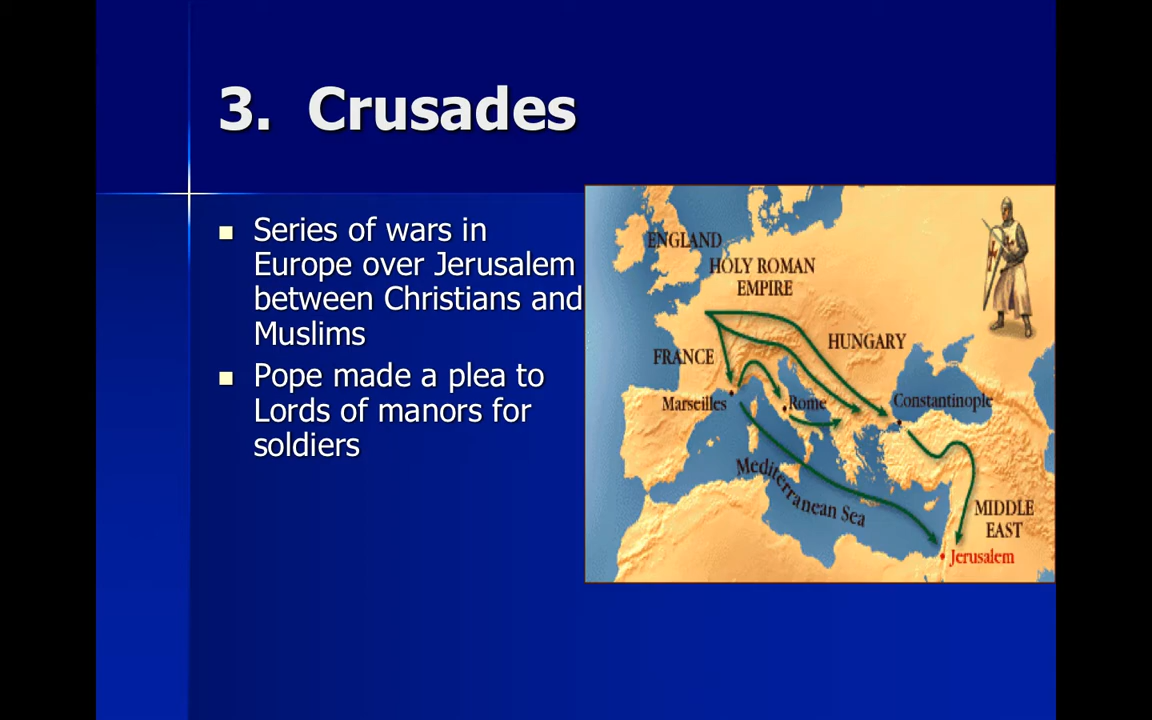 3. Crusades
Series of wars in
Europe over Jerusalem
between Christians and
Muslims
Pope made a plea to
Lords of manors for
soldiers
ENGLAND
HOLY ROMAN
EMPIRE
HUNGARY
FRANCE
Marseilles
Rome
Constantinople
Mediterranean Sea
MIDDLE
EAST
Jerusalem